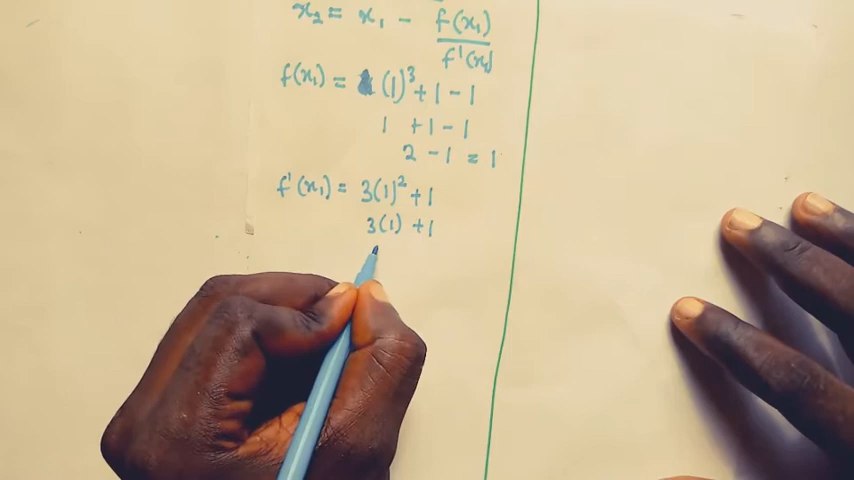 x₂ = x₁ - f(x₁)/f'(x₁)
f(x₁) = (1)³ + 1 - 1
1 + 1 - 1
2 - 1 = 1
f'(x₁) = 3(1)² + 1
3(1) + 1